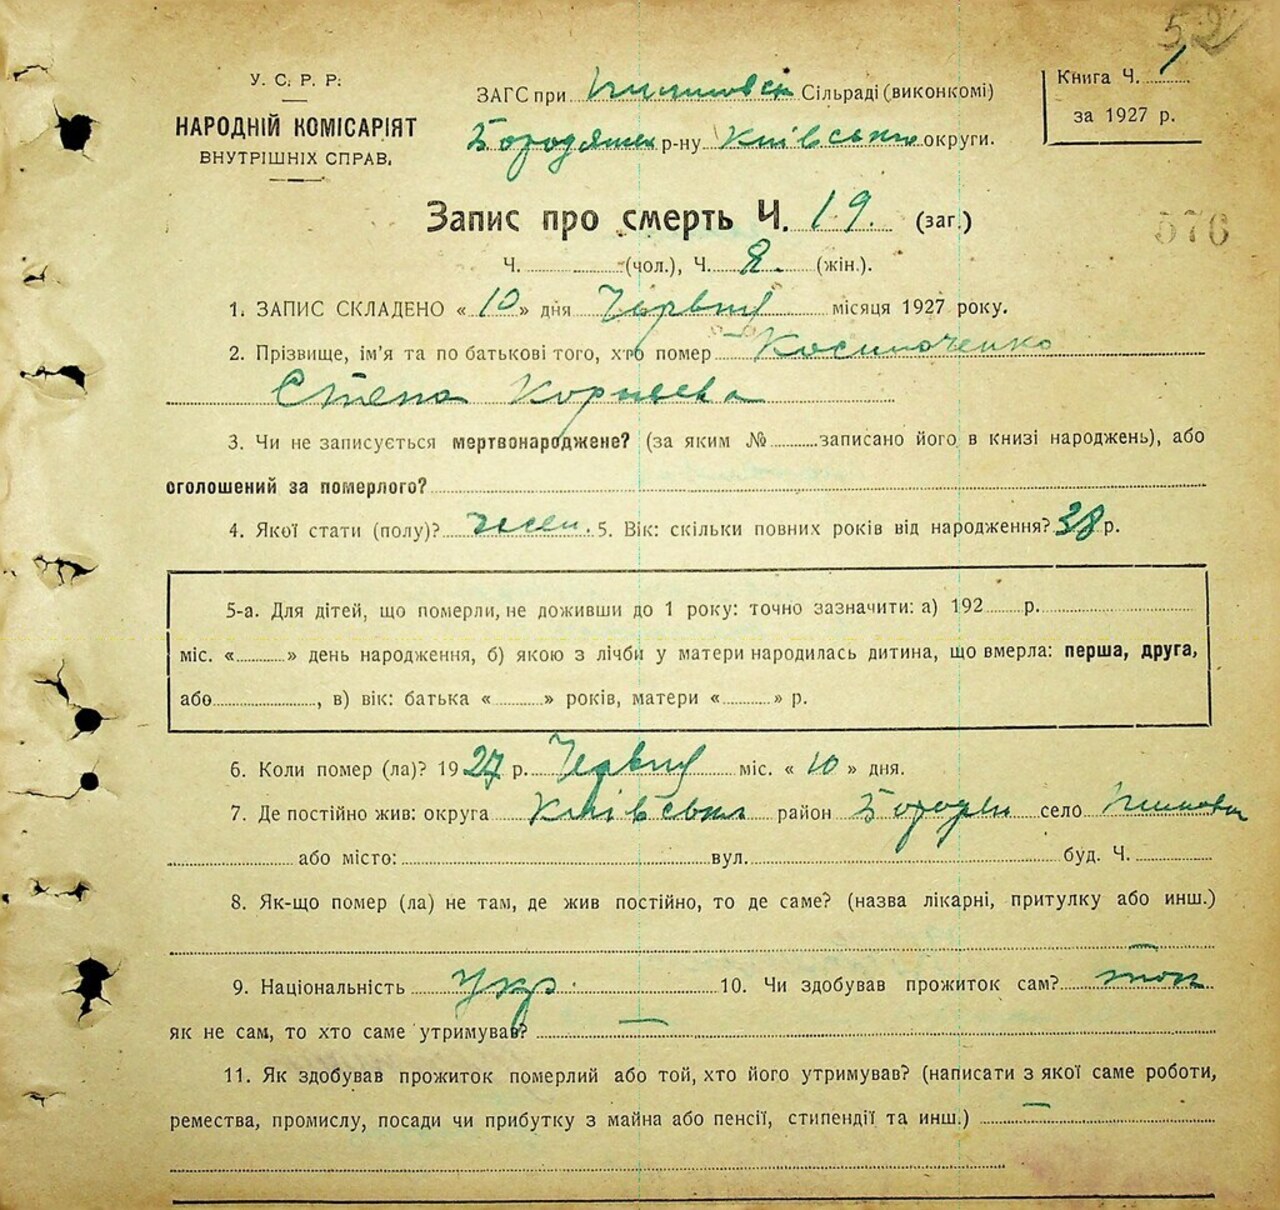 52
У. С. Р. Р.
НАРОДНІЙ КОМІСАРІЯТ
ВНУТРІШНІХ СПРАВ.
ЗАГС при Сільраді (виконкомі)
Бородянск р-ну Київсько округи.
Книга Ч. 1
за 1927 р.
Запис про смерть Ч. 19. (заг.)
576
Ч. (чол.), Ч. 8. (жін.).
1. ЗАПИС СКЛАДЕНО « 10 » дня Червня місяця 1927 року.
2. Прізвище, ім'я та по батькові того, хто помер
Корнѣева
3. Чи не записується мертвонароджене? (за яким № записано його в книзі народжень), або
оголошений за померлого?
4. Якої стати (полу)? жен. 5. Вік: скільки повних років від народження? 38 р.
5-а. Для дітей, що померли, не доживши до 1 року: точно зазначити: а) 192 р.
міс. « » день народження, б) якою з лічби у матери народилась дитина, що вмерла: перша, друга,
або , в) вік: батька « » років, матери « » р.
6. Коли помер (ла)? 1927 р. Червня міс. « 10 » дня.
7. Де постійно жив: округа Київська район Бородян село
або місто: вул. буд. Ч.
8. Як-що помер (ла) не там, де жив постійно, то де саме? (назва лікарні, притулку або инш.)
9. Національність Укр. 10. Чи здобував прожиток сам?
як не сам, то хто саме утримував? —
11. Як здобував прожиток померлий або той, хто його утримував? (написати з якої саме роботи,
ремества, промислу, посади чи прибутку з майна або пенсії, стипендії та инш.) —